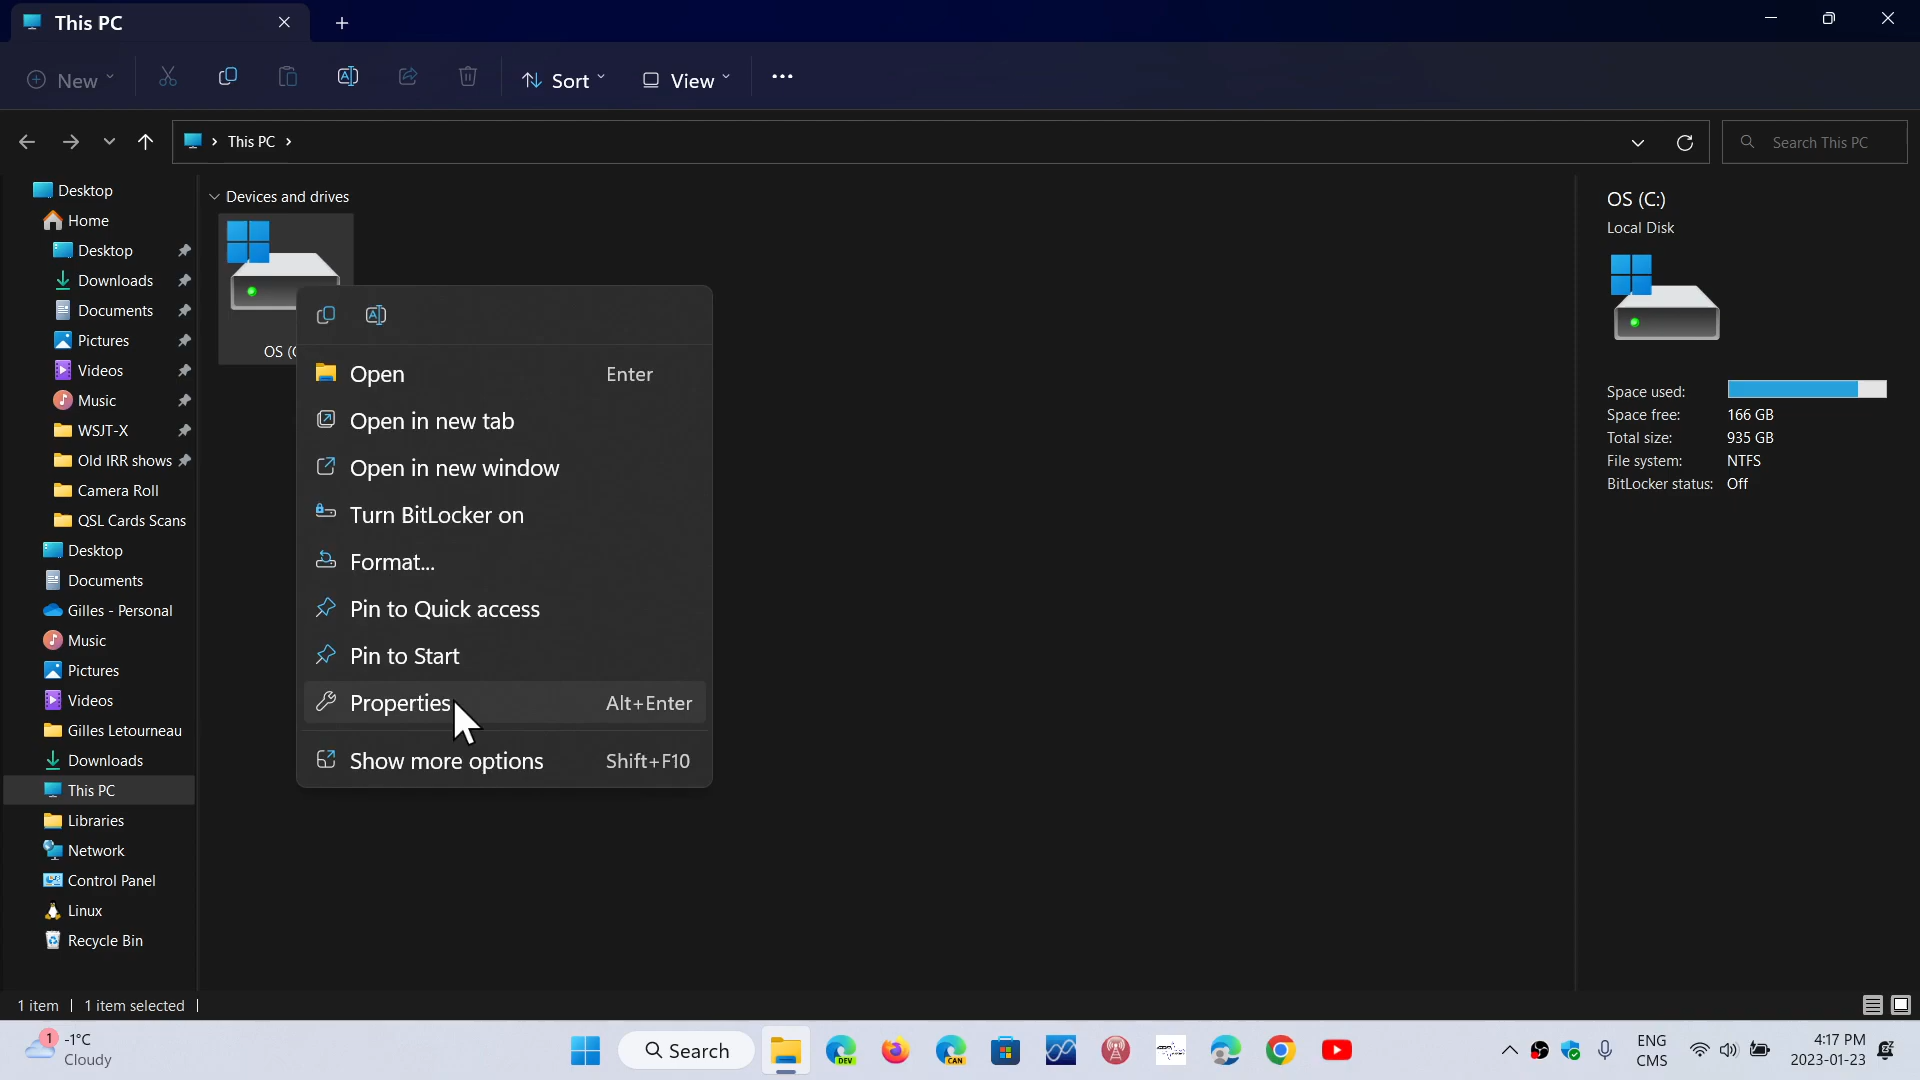 This PC
New
Sort
View
This PC
Search This PC
Desktop
Home
Desktop
Downloads
Documents
Pictures
Videos
Music
WSJT-X
Old IRR shows
Camera Roll
QSL Cards Scans
Desktop
Documents
Gilles - Personal
Music
Pictures
Videos
Gilles Letourneau
Downloads
This PC
Libraries
Network
Control Panel
Linux
Recycle Bin
Devices and drives
OS (C
Open Enter
Open in new tab
Open in new window
Turn BitLocker on
Format...
Pin to Quick access
Pin to Start
Properties Alt+Enter
Show more options Shift+F10
OS (C:)
Local Disk
Space used:
Space free: 166 GB
Total size: 935 GB
File system: NTFS
BitLocker status: Off
1 item 1 item selected
1
-1°C
Cloudy
Search
DEV
CAN
ENG
CMS
4:17 PM
2023-01-23